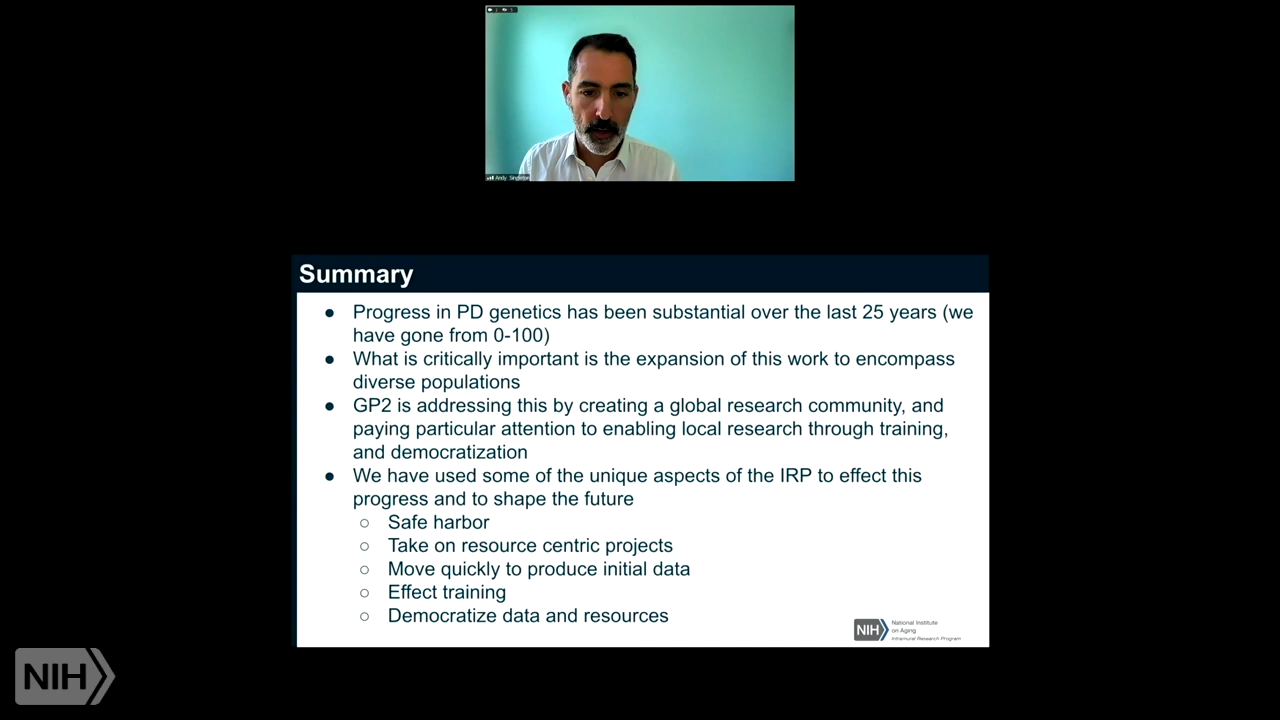 Andy Singleton
Summary
● Progress in PD genetics has been substantial over the last 25 years (we
have gone from 0-100)
● What is critically important is the expansion of this work to encompass
diverse populations
● GP2 is addressing this by creating a global research community, and
paying particular attention to enabling local research through training,
and democratization
● We have used some of the unique aspects of the IRP to effect this
progress and to shape the future
○ Safe harbor
○ Take on resource centric projects
○ Move quickly to produce initial data
○ Effect training
○ Democratize data and resources
NIH
National Institute
on Aging
Intramural Research Program
NIH